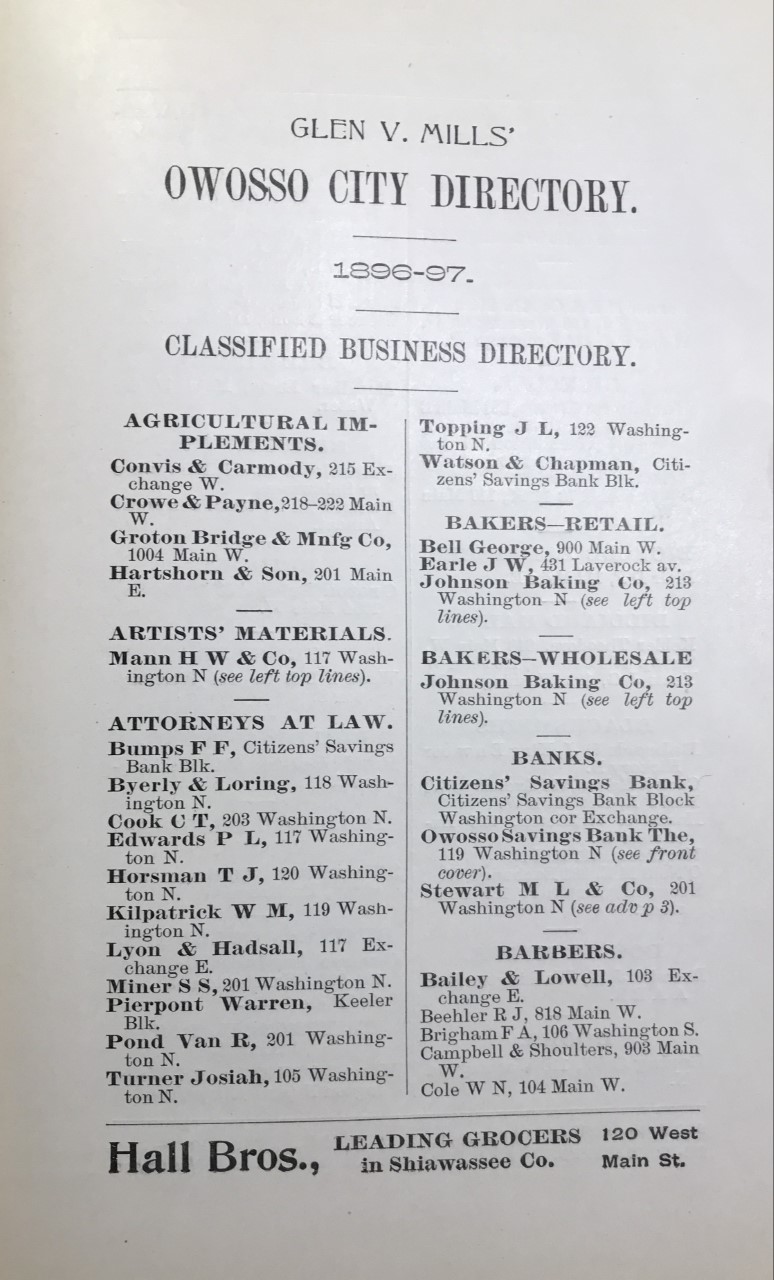 GLEN V. MILLS'
OWOSSO CITY DIRECTORY.
1896-97.
CLASSIFIED BUSINESS DIRECTORY.
AGRICULTURAL IM-
PLEMENTS.
Convis & Carmody, 215 Ex-
change W.
Crowe & Payne, 218–222 Main
W.
Groton Bridge & Mnfg Co,
1004 Main W.
Hartshorn & Son, 201 Main
E.
ARTISTS' MATERIALS.
Mann H W & Co, 117 Wash-
ington N (see left top lines).
ATTORNEYS AT LAW.
Bumps F F, Citizens' Savings
Bank Blk.
Byerly & Loring, 118 Wash-
ington N.
Cook C T, 203 Washington N.
Edwards P L, 117 Washing-
ton N.
Horsman T J, 120 Washing-
ton N.
Kilpatrick W M, 119 Wash-
ington N.
Lyon & Hadsall, 117 Ex-
change E.
Miner S S, 201 Washington N.
Pierpont Warren, Keeler
Blk.
Pond Van R, 201 Washing-
ton N.
Turner Josiah, 105 Washing-
ton N.
Topping J L, 122 Washing-
ton N.
Watson & Chapman, Citi-
zens' Savings Bank Blk.
BAKERS—RETAIL.
Bell George, 900 Main W.
Earle J W, 431 Laverock av.
Johnson Baking Co, 213
Washington N (see left top
lines).
BAKERS—WHOLESALE
Johnson Baking Co, 213
Washington N (see left top
lines).
BANKS.
Citizens' Savings Bank,
Citizens' Savings Bank Block
Washington cor Exchange.
Owosso Savings Bank The,
119 Washington N (see front
cover).
Stewart M L & Co, 201
Washington N (see adv p 3).
BARBERS.
Bailey & Lowell, 103 Ex-
change E.
Beehler R J, 818 Main W.
Brigham F A, 106 Washington S.
Campbell & Shoulters, 903 Main
W.
Cole W N, 104 Main W.
Hall Bros., LEADING GROCERS 120 West
in Shiawassee Co. Main St.